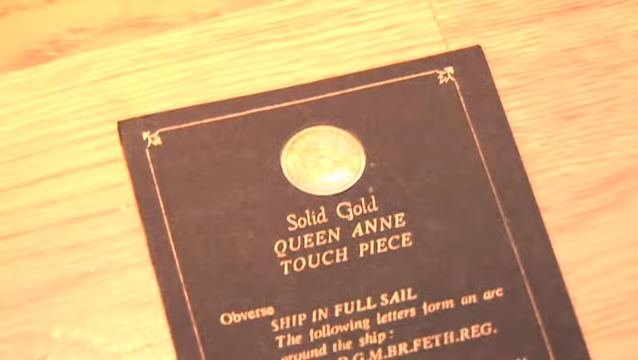 Solid Gold
QUEEN ANNE
TOUCH PIECE
Obverse
SHIP IN FULL SAIL
The following letters form an arc
around the ship:
D.G.M.BR.FETH.REG.